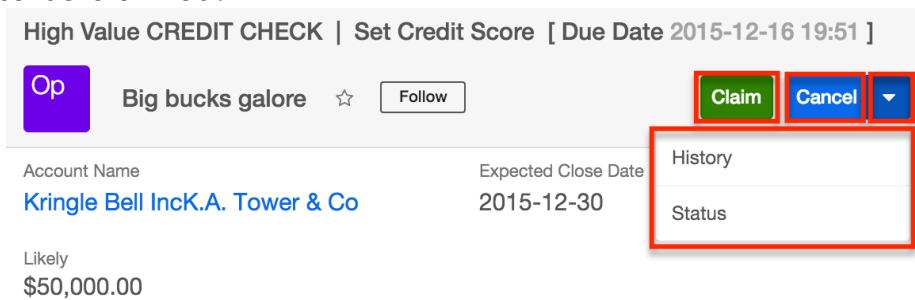 High Value CREDIT CHECK | Set Credit Score [ Due Date 2015-12-16 19:51 ]
Op
Big bucks galore
Follow
Claim
Cancel
Account Name
Expected Close Date
History
Kringle Bell IncK.A. Tower & Co
2015-12-30
Status
Likely
$50,000.00